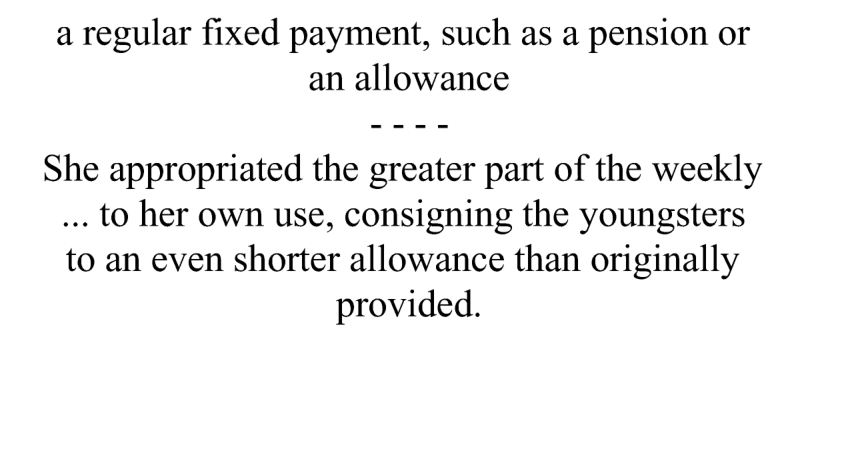 a regular fixed payment, such as a pension or
an allowance
- - - -
She appropriated the greater part of the weekly
... to her own use, consigning the youngsters
to an even shorter allowance than originally
provided.